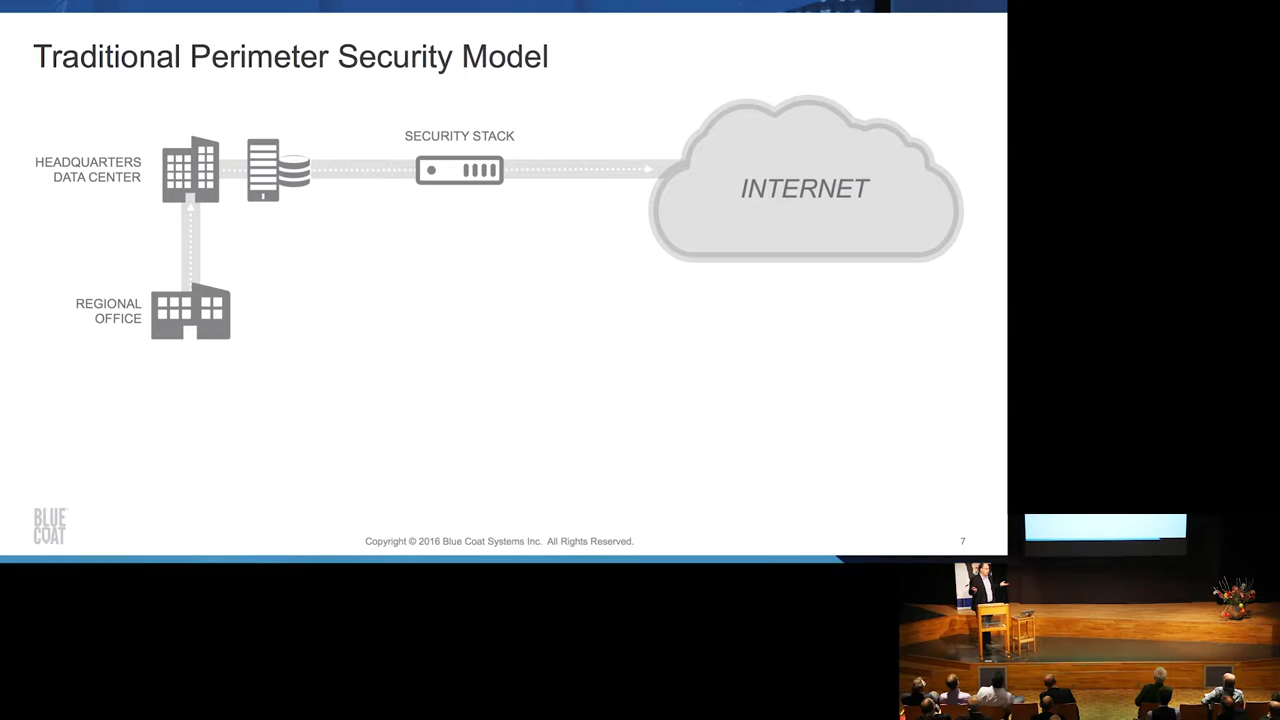 Traditional Perimeter Security Model
SECURITY STACK
HEADQUARTERS
DATA CENTER
INTERNET
REGIONAL
OFFICE
BLUE
COAT
Copyright © 2016 Blue Coat Systems Inc. All Rights Reserved.
7